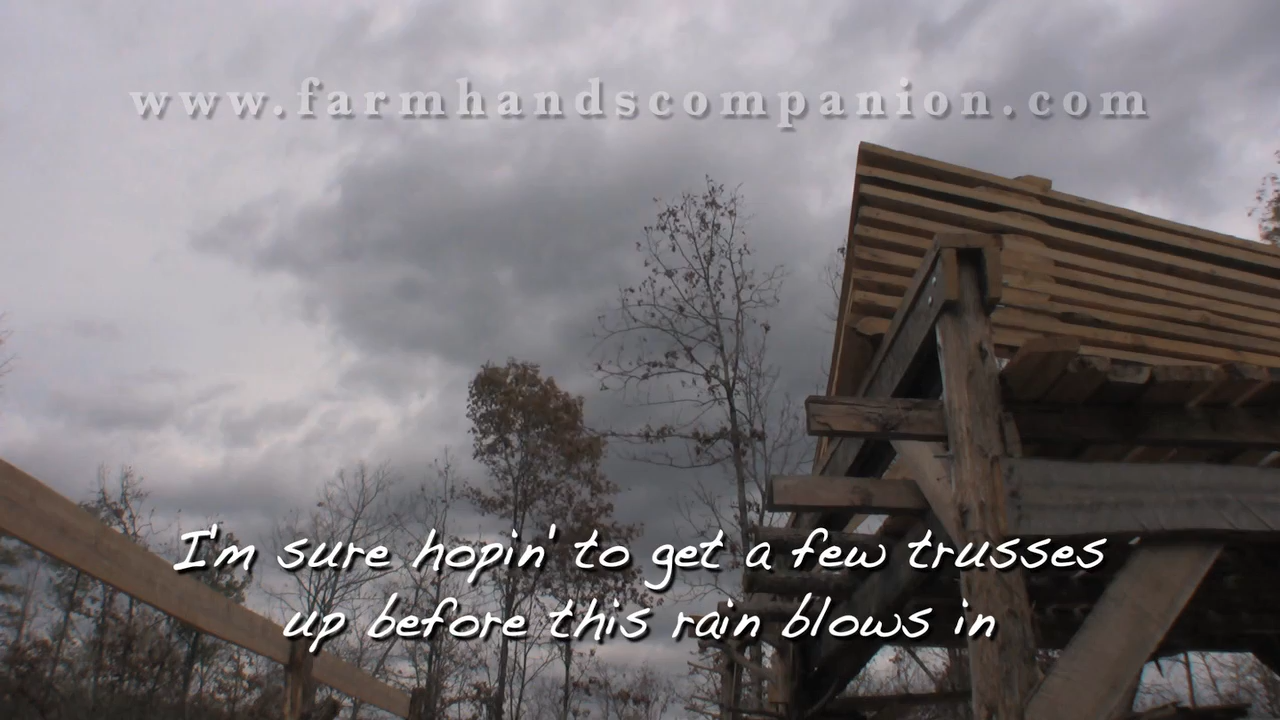 www.farmhandscompanion.com
I'm sure hopin' to get a few trusses
up before this rain blows in